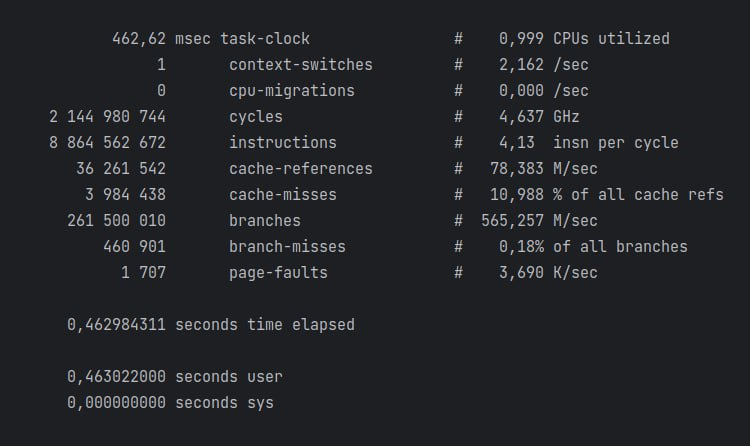 462,62 msec task-clock # 0,999 CPUs utilized
1 context-switches # 2,162 /sec
0 cpu-migrations # 0,000 /sec
2 144 980 744 cycles # 4,637 GHz
8 864 562 672 instructions # 4,13 insn per cycle
36 261 542 cache-references # 78,383 M/sec
3 984 438 cache-misses # 10,988 % of all cache refs
261 500 010 branches # 565,257 M/sec
460 901 branch-misses # 0,18% of all branches
1 707 page-faults # 3,690 K/sec
0,462984311 seconds time elapsed
0,463022000 seconds user
0,000000000 seconds sys